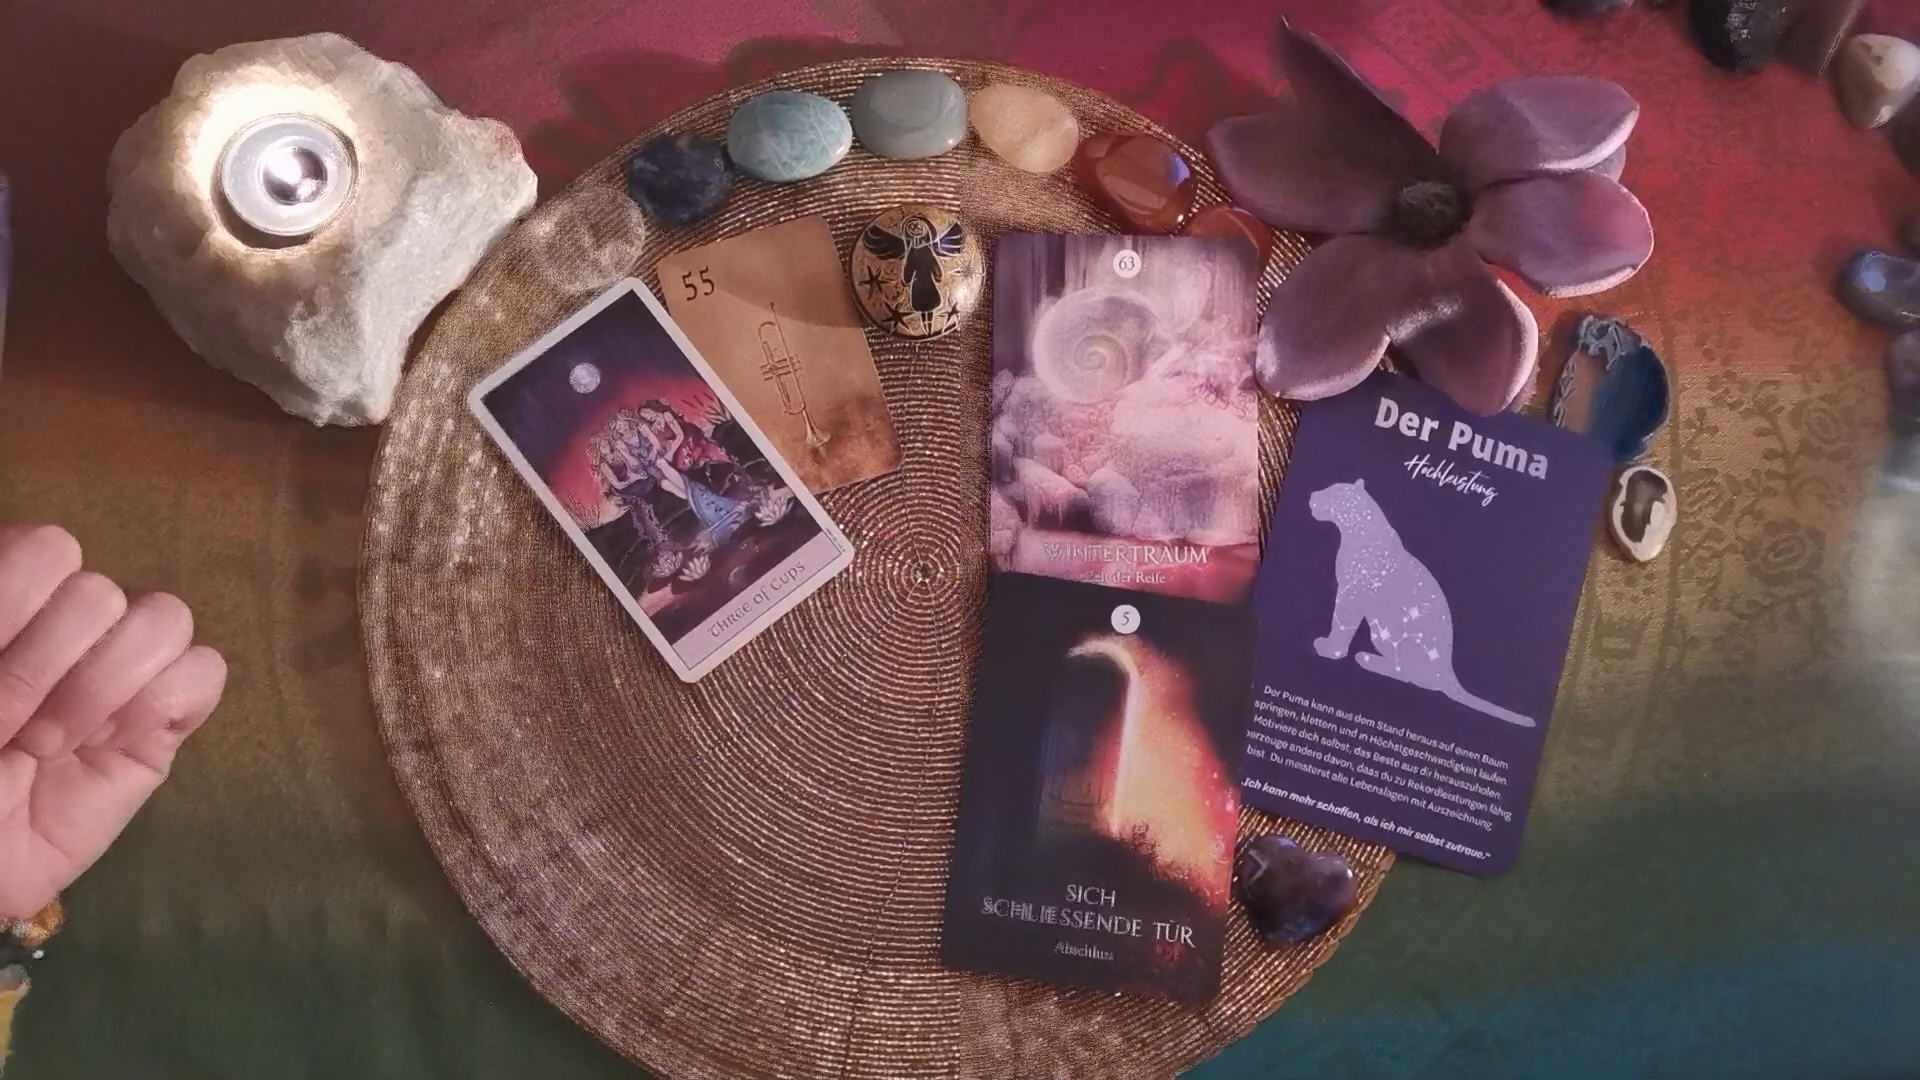 55
Three of Cups
63
WINTERTRAUM
Zeit der Reife
5
SICH
SCHLIESSENDE TÜR
Abschluss
Der Puma
Hochleistung
Der Puma kann aus dem Stand heraus auf einen Baum
springen, klettern und in Höchstgeschwindigkeit laufen.
Motiviere dich selbst, das Beste aus dir herauszuholen.
erzeuge andere davon, dass du zu Rekordleistungen fähig
bist. Du meisterst alle Lebenslagen mit Auszeichnung.
„Ich kann mehr schaffen, als ich mir selbst zutraue."